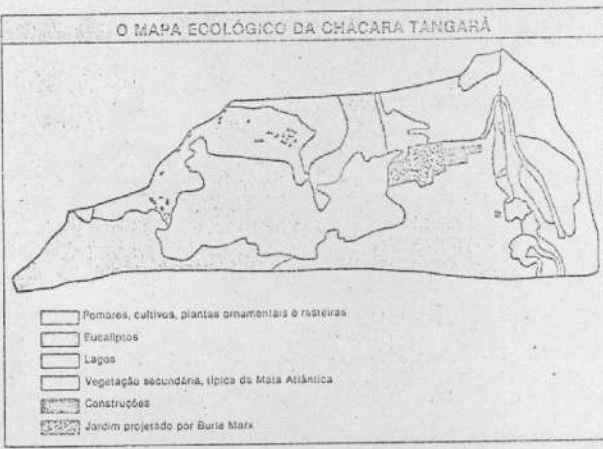 O MAPA ECOLÓGICO DA CHÁCARA TANGARÁ
Pomares, cultivos, plantas ornamentais e rasteiras
Eucaliptos
Lagos
Vegetação secundária, típica da Mata Atlântica
Construções
Jardim projetado por Burle Marx